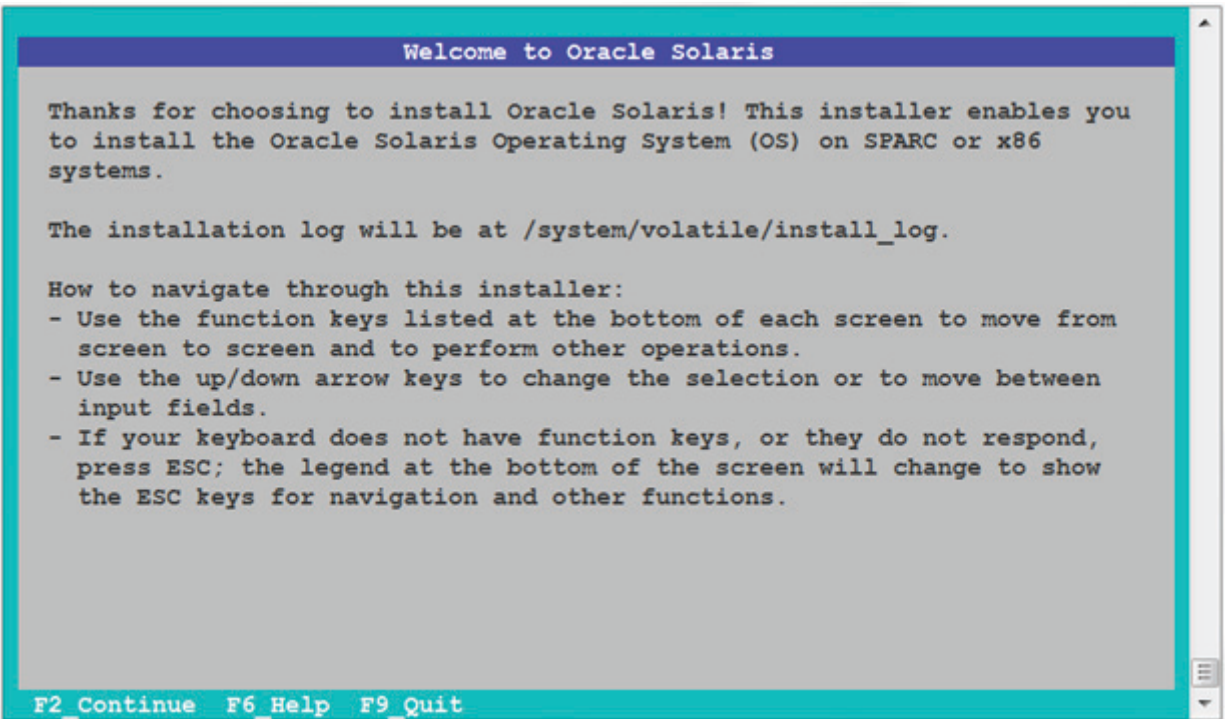 Welcome to Oracle Solaris
Thanks for choosing to install Oracle Solaris! This installer enables you
to install the Oracle Solaris Operating System (OS) on SPARC or x86
systems.
The installation log will be at /system/volatile/install_log.
How to navigate through this installer:
- Use the function keys listed at the bottom of each screen to move from
screen to screen and to perform other operations.
- Use the up/down arrow keys to change the selection or to move between
input fields.
- If your keyboard does not have function keys, or they do not respond,
press ESC; the legend at the bottom of the screen will change to show
the ESC keys for navigation and other functions.
F2_Continue F6_Help F9_Quit